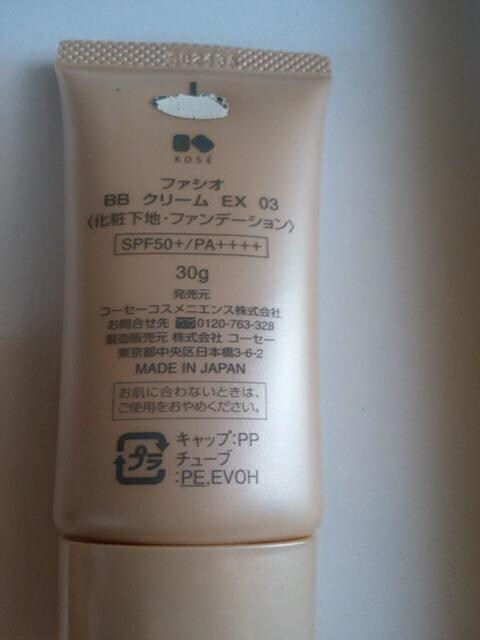 KOSÉ
ファシオ
BB クリーム EX 03
〈化粧下地・ファンデーション〉
SPF50+/PA++++
30g
発売元
コーセーコスメニエンス株式会社
お問合せ先 0120-763-328
製造販売元 株式会社 コーセー
東京都中央区日本橋3-6-2
MADE IN JAPAN
お肌に合わないときは、
ご使用をおやめください。
プラ
キャップ:PP
チューブ
:PE,EVOH